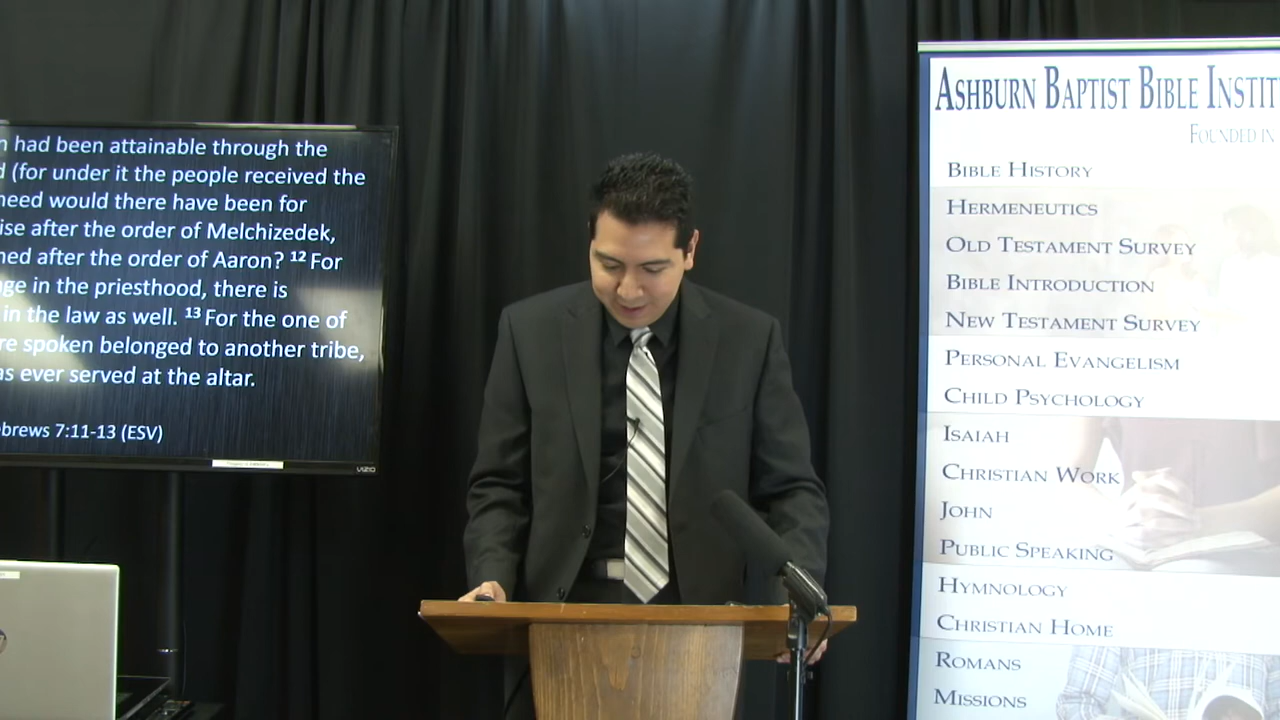 had been attainable through the
(for under it the people received the
need would there have been for
ise after the order of Melchizedek,
ned after the order of Aaron? 12 For
ge in the priesthood, there is
in the law as well. 13 For the one of
re spoken belonged to another tribe,
as ever served at the altar.
ebrews 7:11-13 (ESV)
VIZIO
Ashburn Baptist Bible Instit
Founded in
Bible History
Hermeneutics
Old Testament Survey
Bible Introduction
New Testament Survey
Personal Evangelism
Child Psychology
Isaiah
Christian Work
John
Public Speaking
Hymnology
Christian Home
Romans
Missions